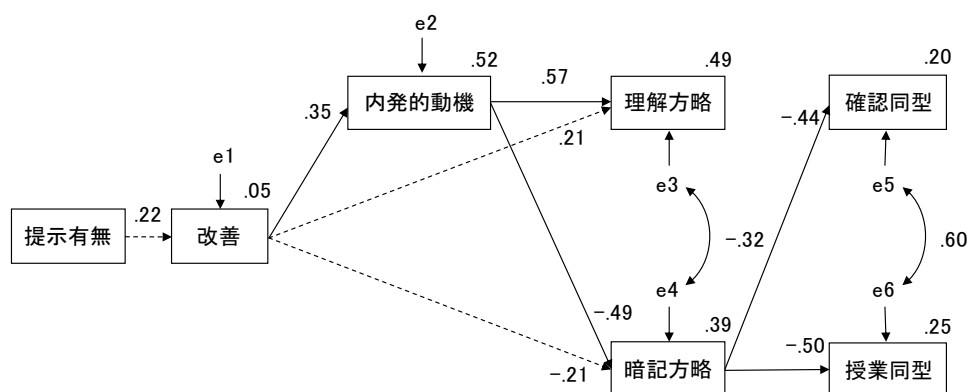 e2
.52
内発的動機
.57
.49
理解方略
.20
確認同型
.35
.21
-.44
e1
.05
e3
e5
提示有無
.22
改善
-.32
.60
e4
e6
-.49
.39
.25
-.21
暗記方略
-.50
授業同型